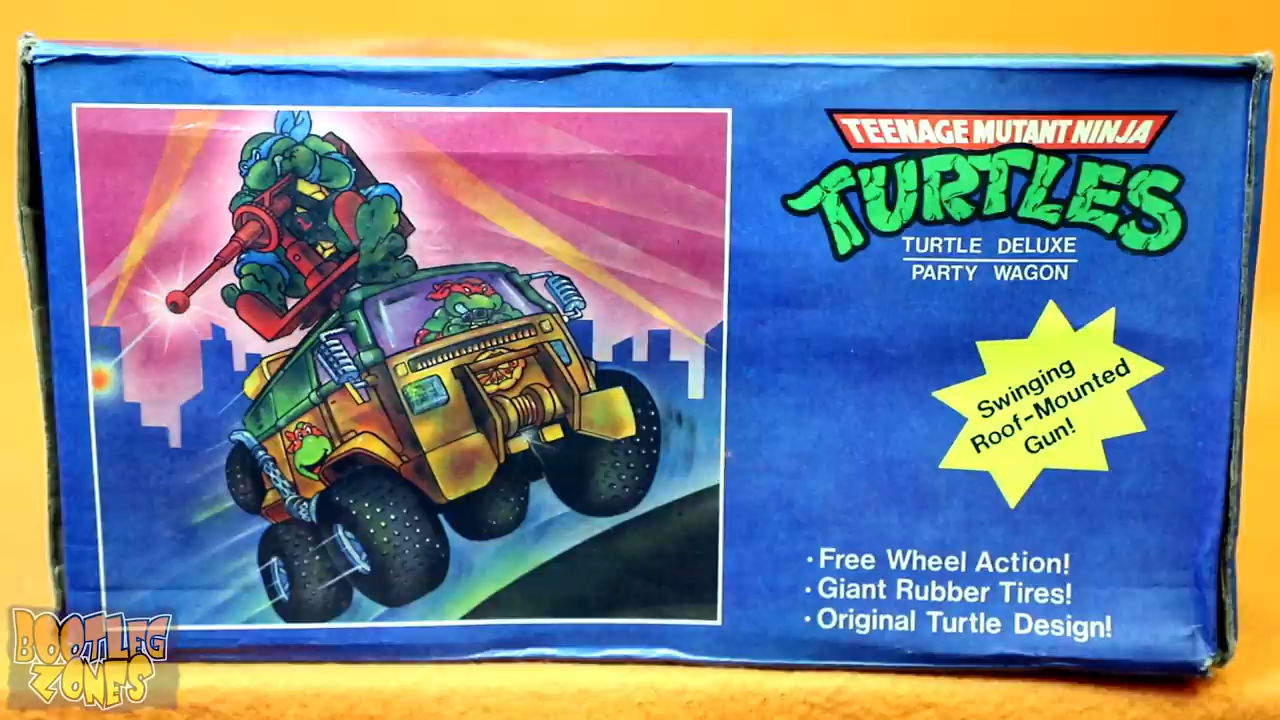 TEENAGE MUTANT NINJA
TURTLES
TURTLE DELUXE
PARTY WAGON
Swinging
Roof-Mounted
Gun!
· Free Wheel Action!
· Giant Rubber Tires!
· Original Turtle Design!
BOOTLEG
ZONES